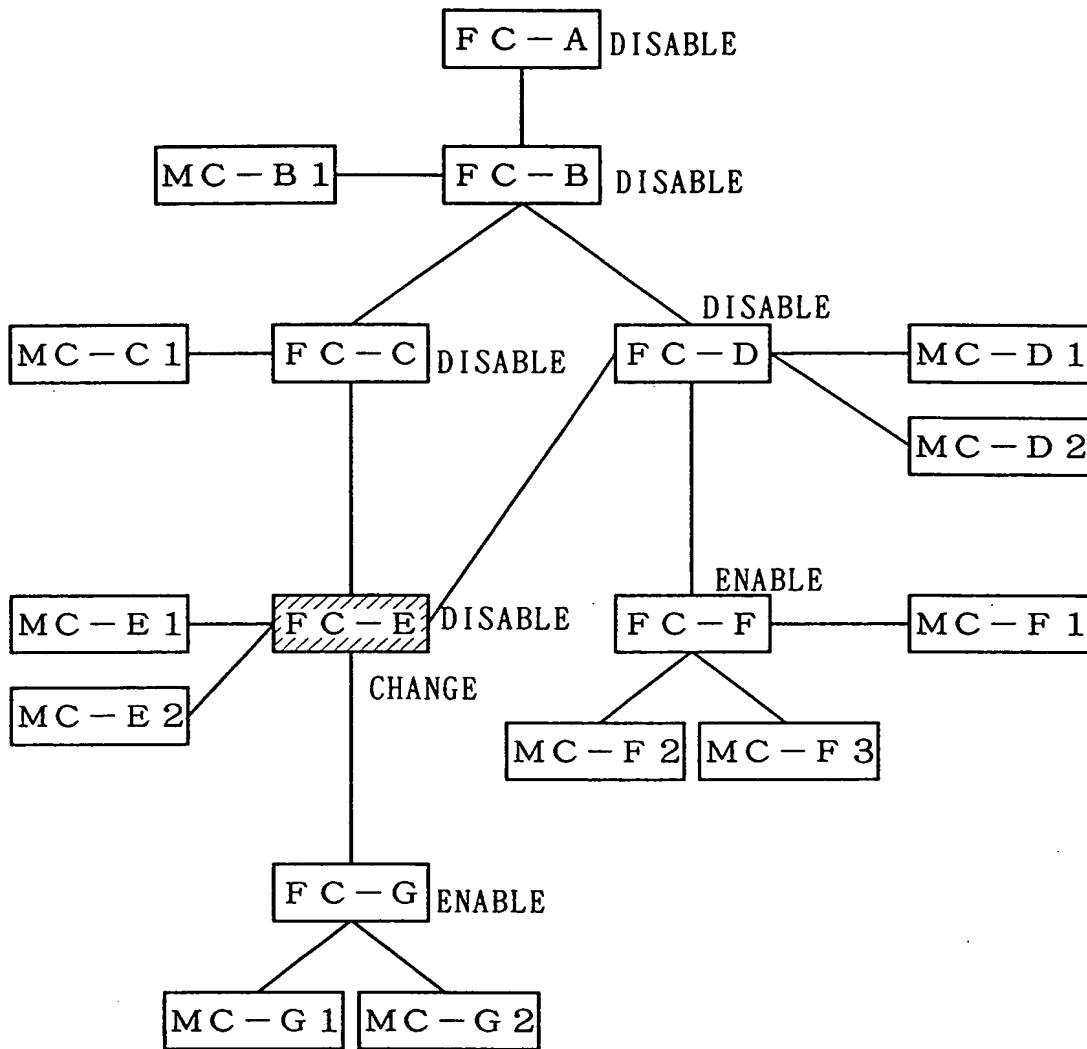 FC-A DISABLE
MC-B1 FC-B DISABLE
DISABLE
MC-C1 FC-C DISABLE FC-D MC-D1
MC-D2
ENABLE
MC-E1 FC-E DISABLE FC-F MC-F1
MC-E2 CHANGE
MC-F2 MC-F3
FC-G ENABLE
MC-G1 MC-G2